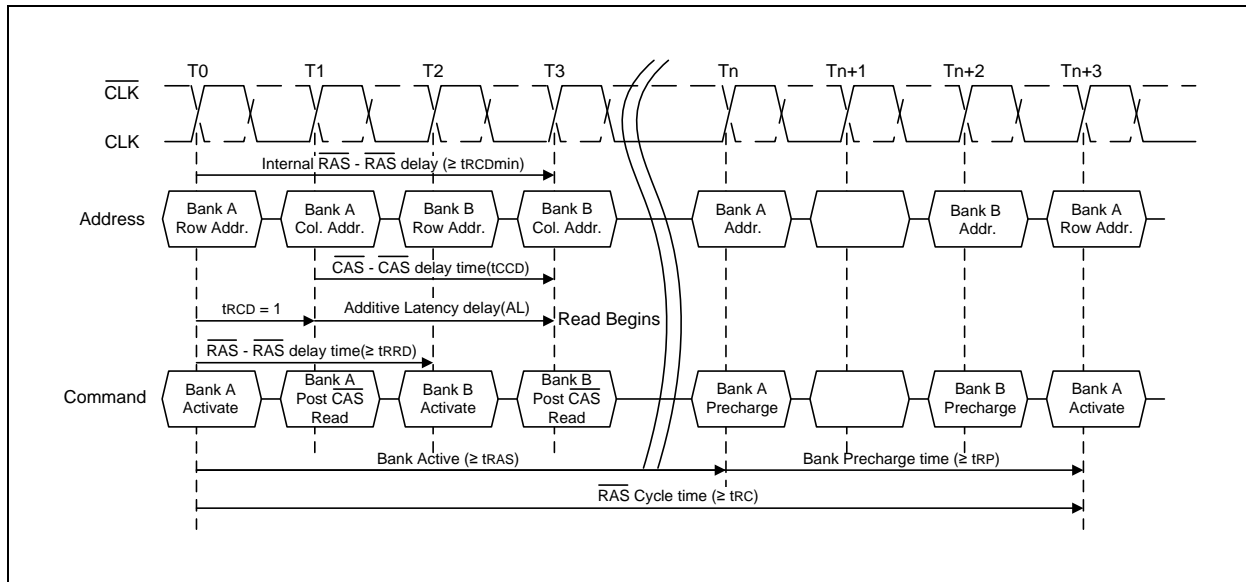 T0 T1 T2 T3 Tn Tn+1 Tn+2 Tn+3
CLK
CLK
Internal RAS - RAS delay (≥ tRCDmin)
Address
Bank A
Row Addr.
Bank A
Col. Addr.
Bank B
Row Addr.
Bank B
Col. Addr.
Bank A
Addr.
Bank B
Addr.
Bank A
Row Addr.
CAS - CAS delay time(tCCD)
tRCD = 1
Additive Latency delay(AL)
Read Begins
RAS - RAS delay time(≥ tRRD)
Command
Bank A
Activate
Bank A
Post CAS
Read
Bank B
Activate
Bank B
Post CAS
Read
Bank A
Precharge
Bank B
Precharge
Bank A
Activate
Bank Active (≥ tRAS)
Bank Precharge time (≥ tRP)
RAS Cycle time (≥ tRC)